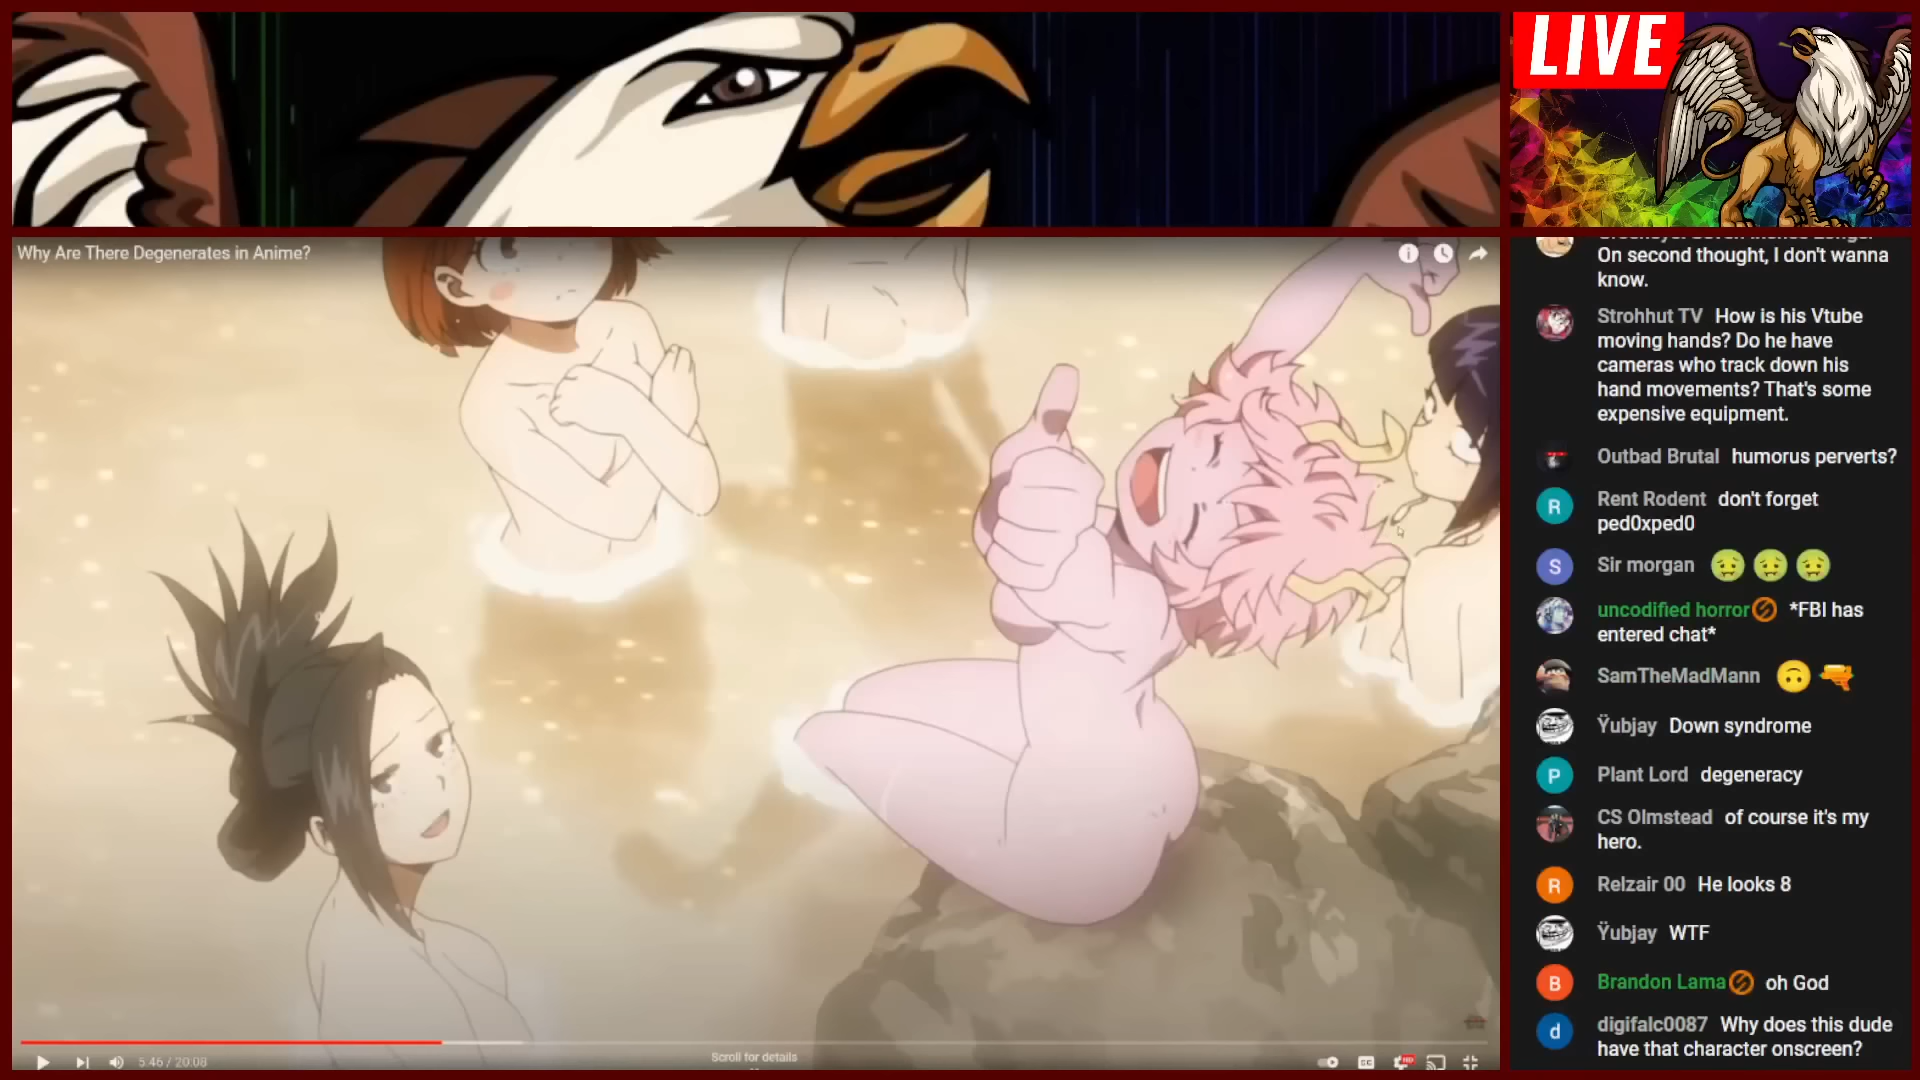 LIVE
Why Are There Degenerates in Anime?
On second thought, I don't wanna
know.
Strohhut TV How is his Vtube
moving hands? Do he have
cameras who track down his
hand movements? That's some
expensive equipment.
Outbad Brutal humorus perverts?
R Rent Rodent don't forget
ped0xped0
S Sir morgan
uncodified horror *FBI has
entered chat*
SamTheMadMann
Ÿubjay Down syndrome
P Plant Lord degeneracy
CS Olmstead of course it's my
hero.
R Relzair 00 He looks 8
Ÿubjay WTF
B Brandon Lama oh God
d digifalc0087 Why does this dude
have that character onscreen?
5:46 / 20:08
Scroll for details
CC
HD